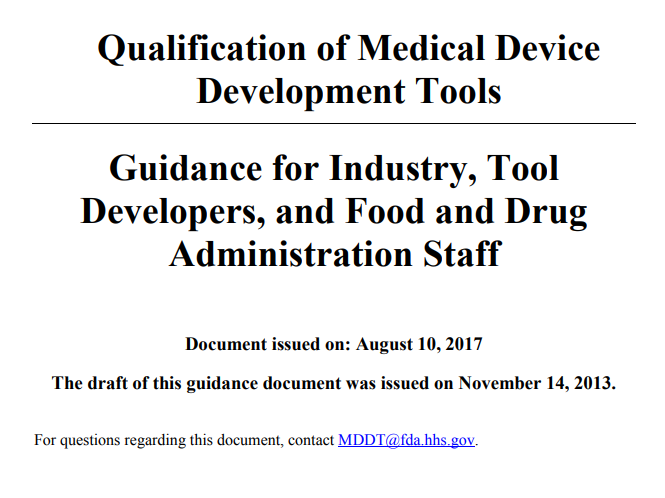 Qualification of Medical Device
Development Tools
Guidance for Industry, Tool
Developers, and Food and Drug
Administration Staff
Document issued on: August 10, 2017
The draft of this guidance document was issued on November 14, 2013.
For questions regarding this document, contact MDDT@fda.hhs.gov.